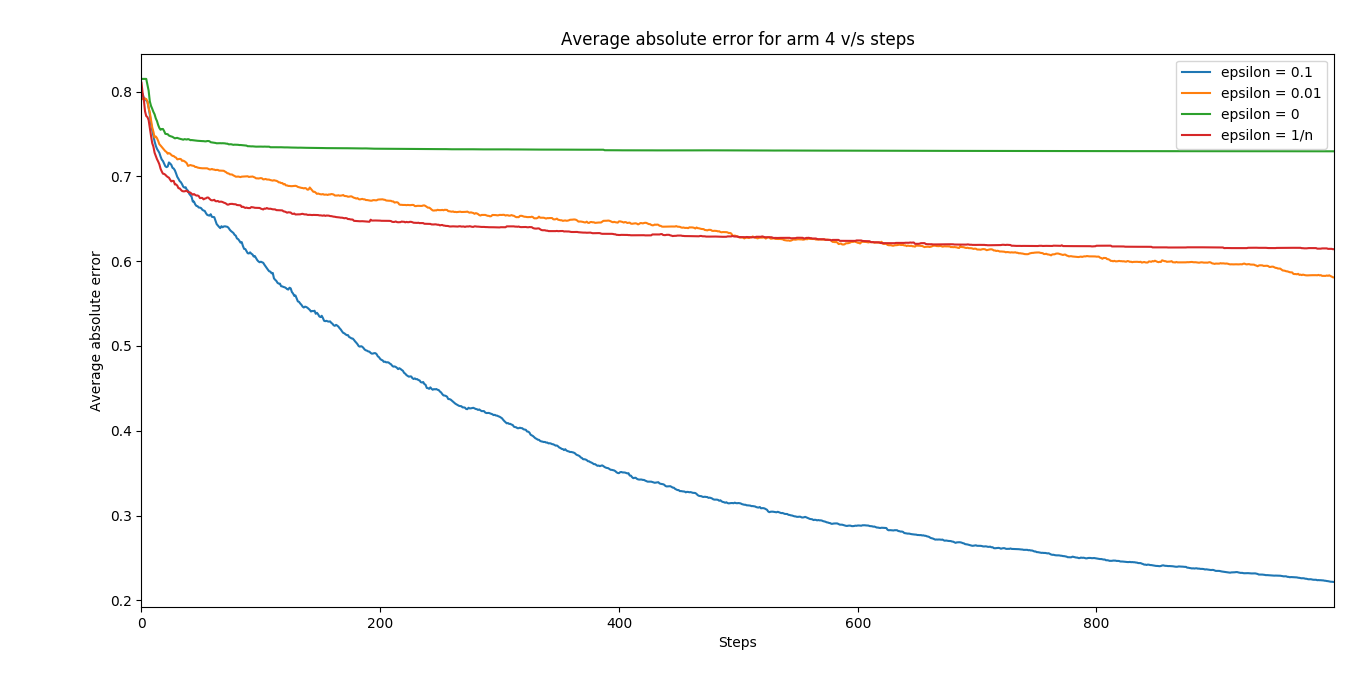 Average absolute error for arm 4 v/s steps
epsilon = 0.1
epsilon = 0.01
epsilon = 0
epsilon = 1/n
Average absolute error
0.8
0.7
0.6
0.5
0.4
0.3
0.2
0
200
400
600
800
Steps